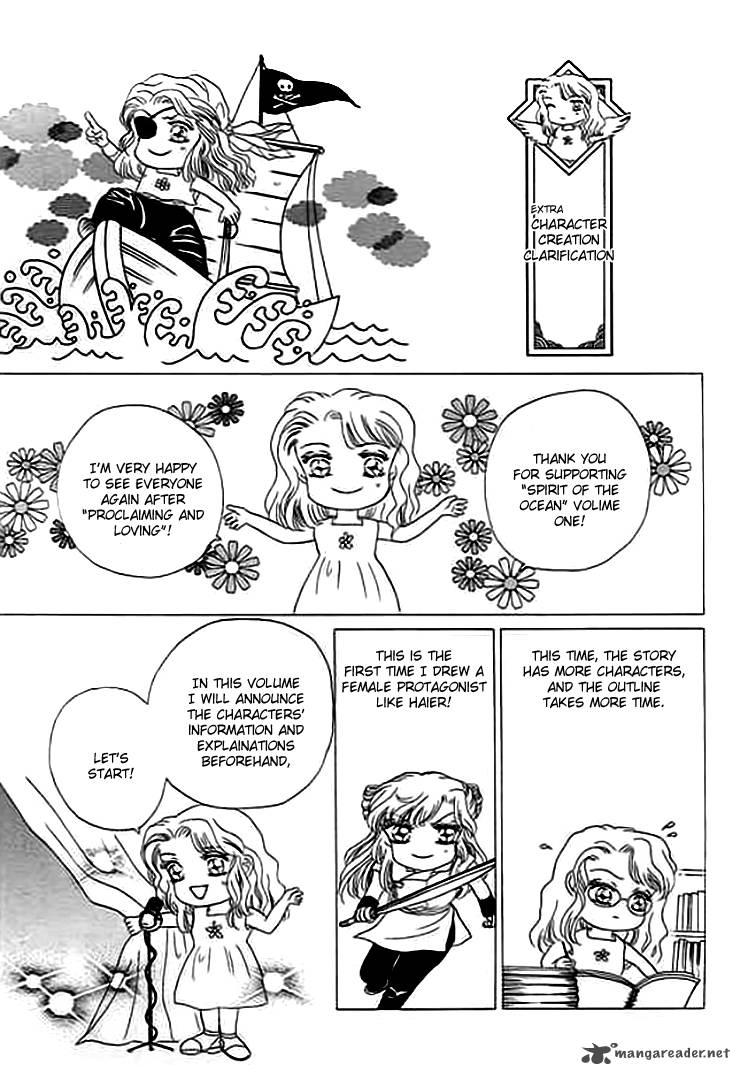 EXTRA
CHARACTER
CREATION
CLARIFICATION
THANK YOU
FOR SUPPORTING
"SPIRIT OF THE
OCEAN" VOLIME
ONE!
I'M VERY HAPPY
TO SEE EVERYONE
AGAIN AFTER
"PROCLAIMING AND
LOVING"!
THIS TIME, THE STORY
HAS MORE CHARACTERS,
AND THE OUTLINE
TAKES MORE TIME.
THIS IS THE
FIRST TIME I DREW A
FEMALE PROTAGONIST
LIKE HAIER!
IN THIS VOLUME
I WILL ANNOUNCE
THE CHARACTERS'
INFORMATION AND
EXPLAINATIONS
BEFOREHAND,
LET'S
START!
mangareader.net